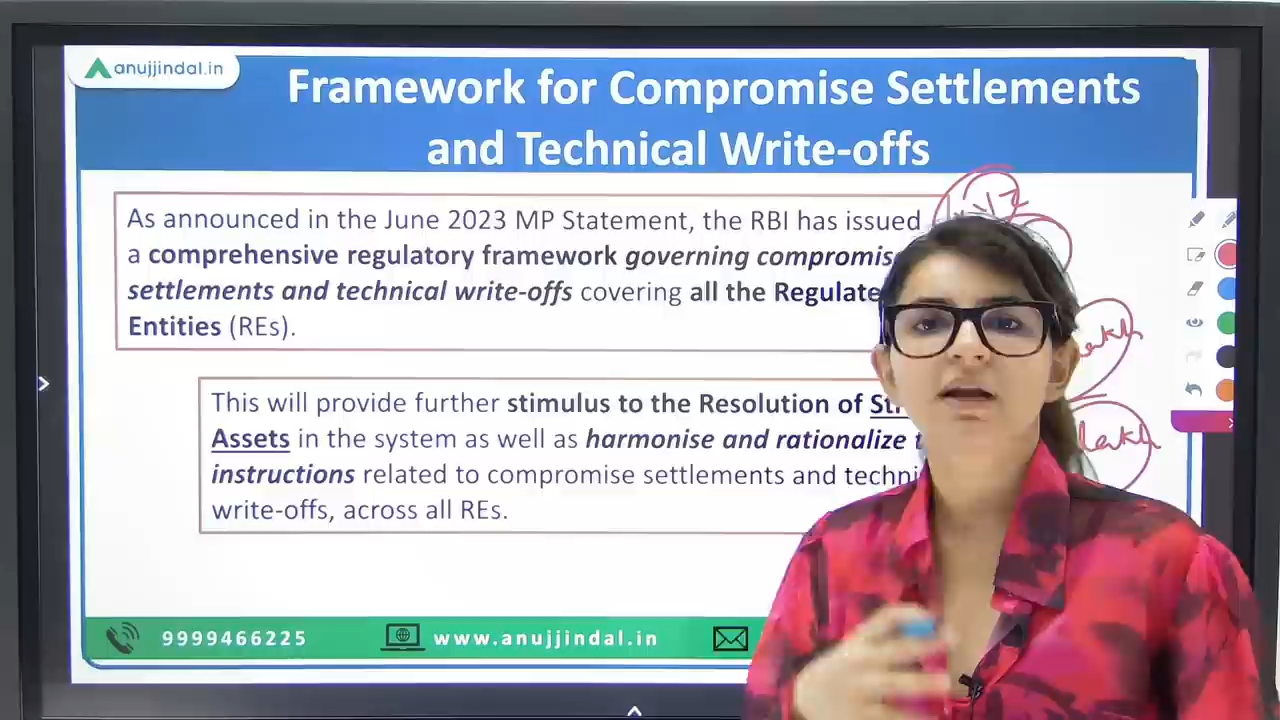 anujjindal.in
Framework for Compromise Settlements
and Technical Write-offs
As announced in the June 2023 MP Statement, the RBI has issued
a comprehensive regulatory framework governing
settlements and technical write-offs covering all the
Entities (REs).
This will provide further stimulus to the Resolution of
Assets in the system as well as harmonise and rationalize
instructions related to compromise settlements and
write-offs, across all REs.
lakh
9999466225
www.anujjindal.in